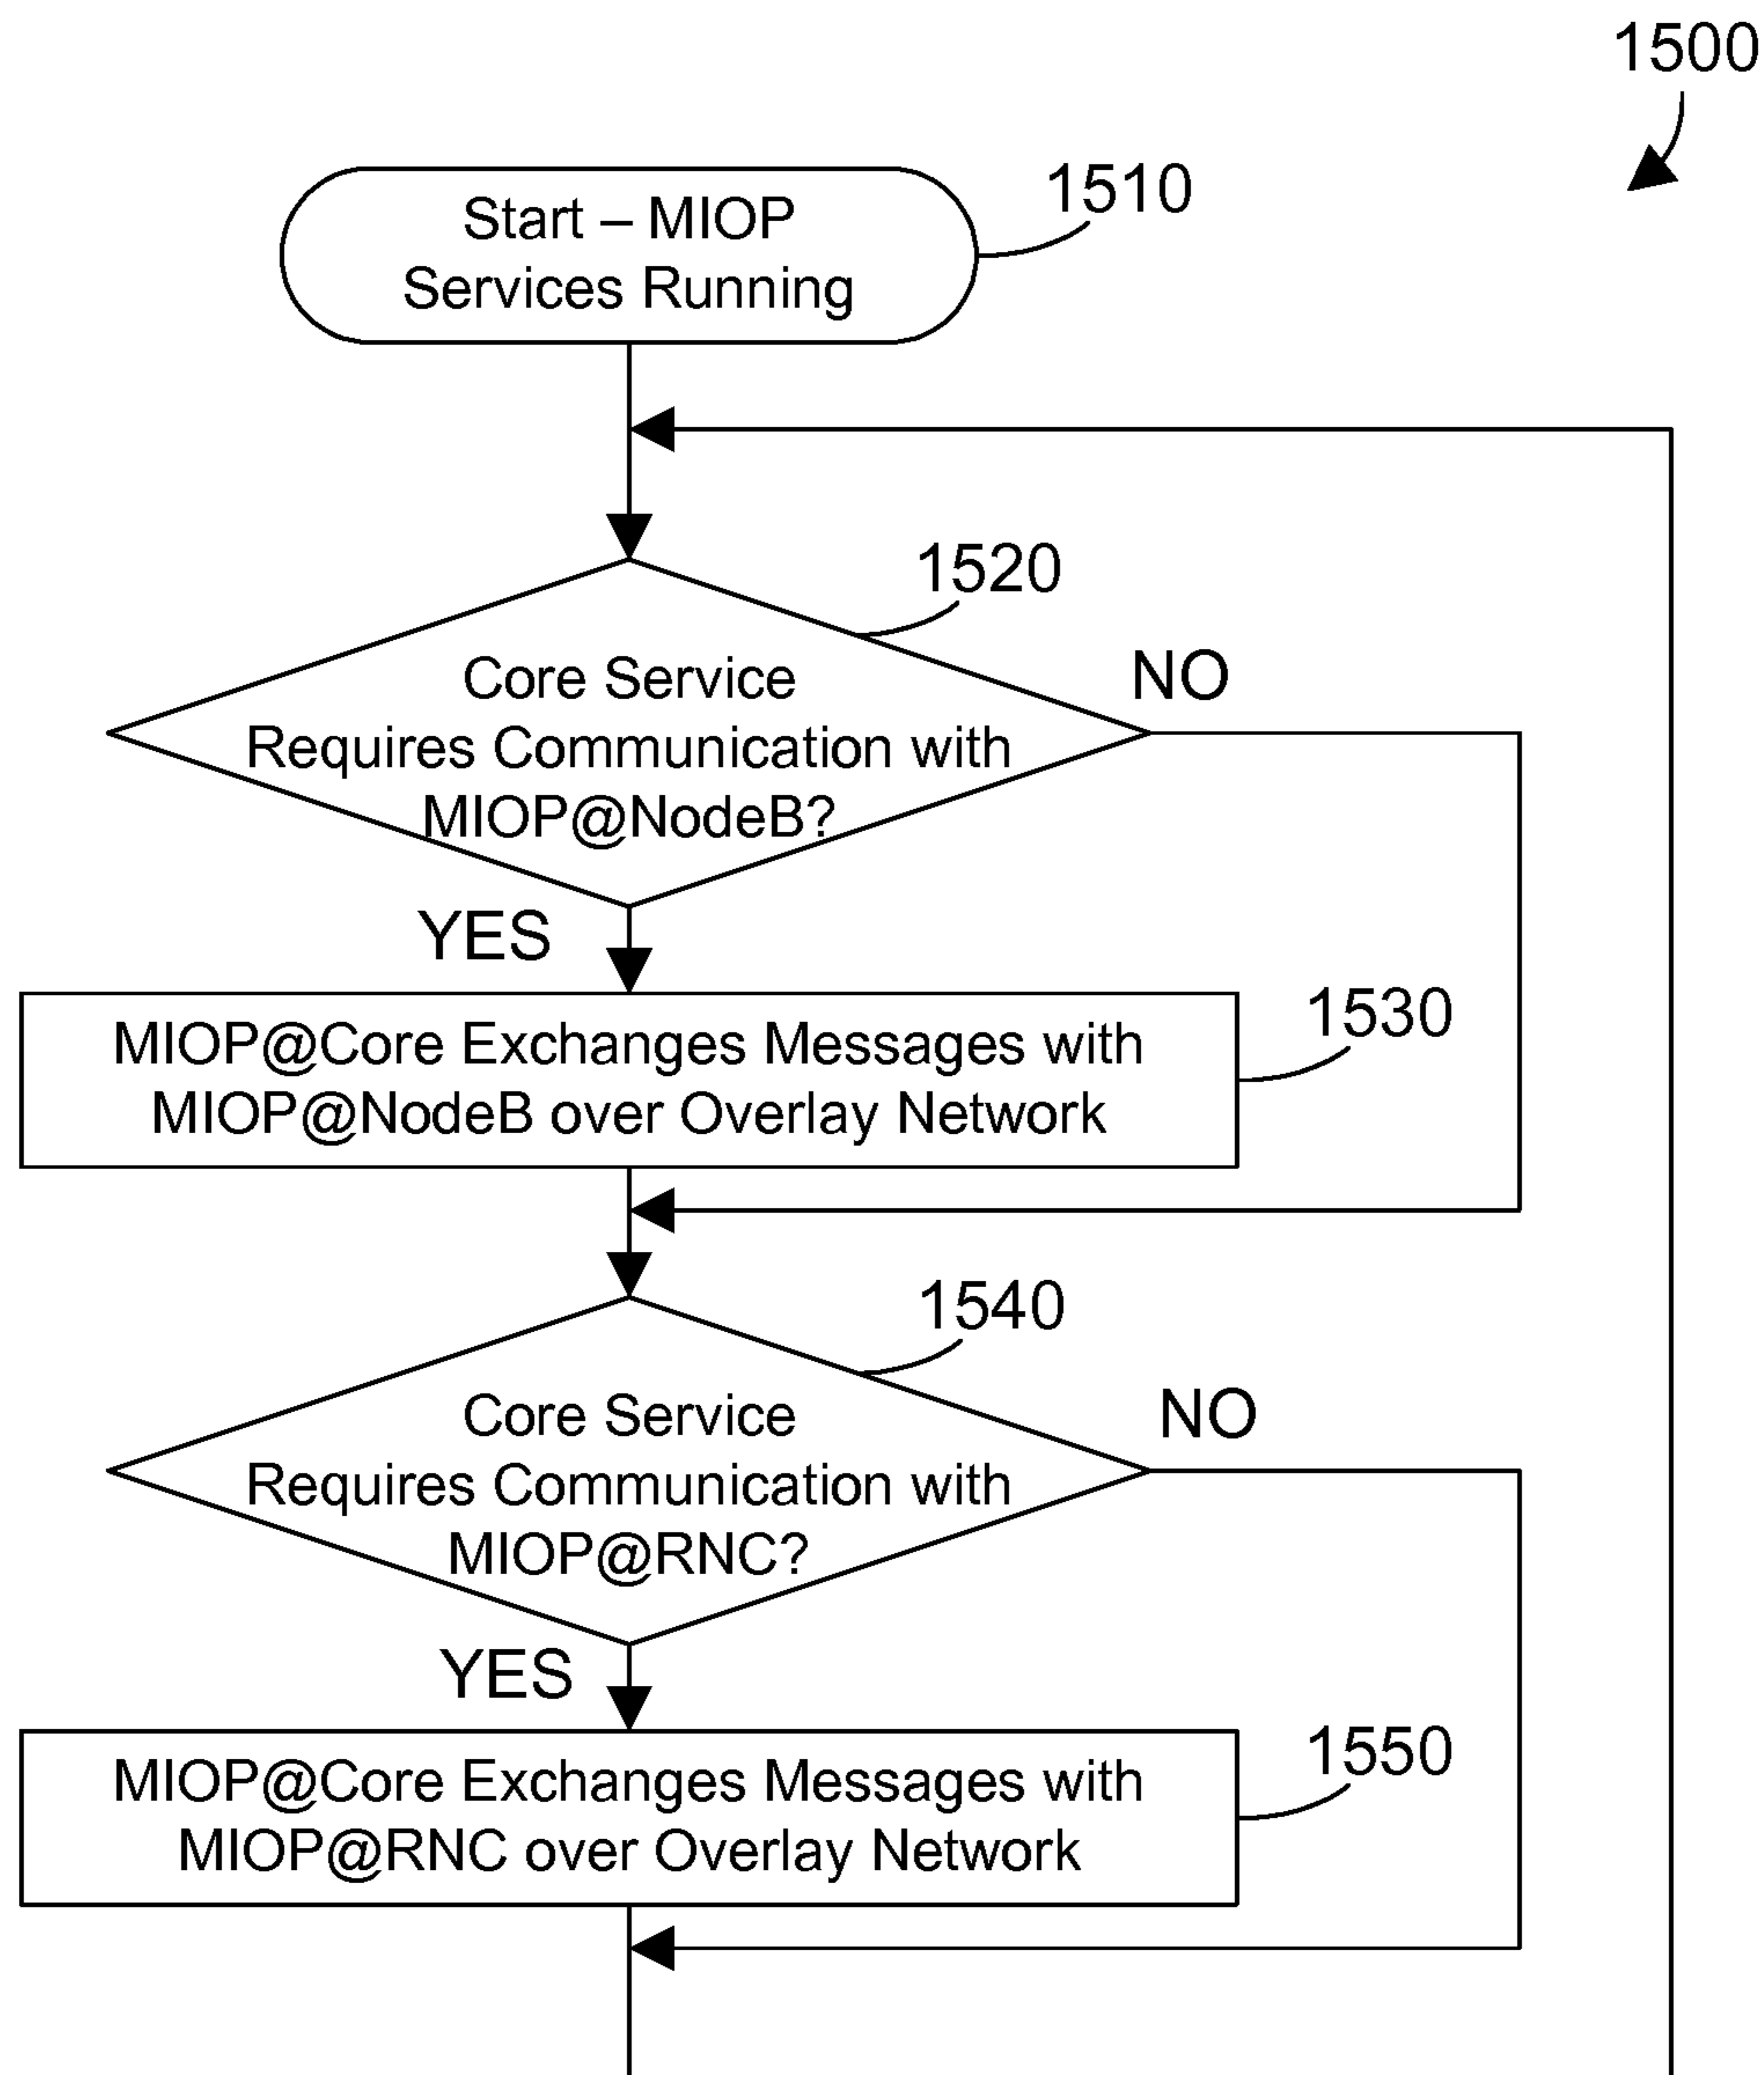 1500
Start – MIOP
Services Running
1510
1520
Core Service
Requires Communication with
MIOP@NodeB?
NO
YES
MIOP@Core Exchanges Messages with
MIOP@NodeB over Overlay Network
1530
1540
Core Service
Requires Communication with
MIOP@RNC?
NO
YES
MIOP@Core Exchanges Messages with
MIOP@RNC over Overlay Network
1550